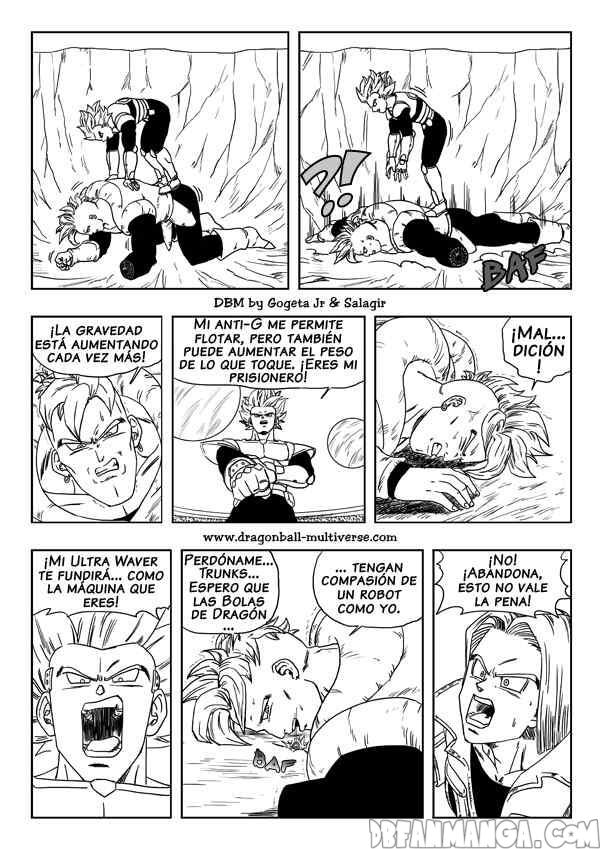 ?!
BAF
DBM by Gogeta Jr & Salagir
¡La gravedad
está aumentando
cada vez más!
Mi anti-G me permite
flotar, pero también
puede aumentar el peso
de lo que toque. ¡Eres mi
prisionero!
¡Mal...
dición!
www.dragonball-multiverse.com
¡Mi Ultra Waver
te fundirá... como
la máquina que
eres!
Perdóname...
Trunks...
Espero que
las Bolas
de Dragón
...
... tengan
compasión de
un robot
como yo.
BAF
¡No!
¡Abandona,
esto no vale
la pena!
DBFANMANGA.COM